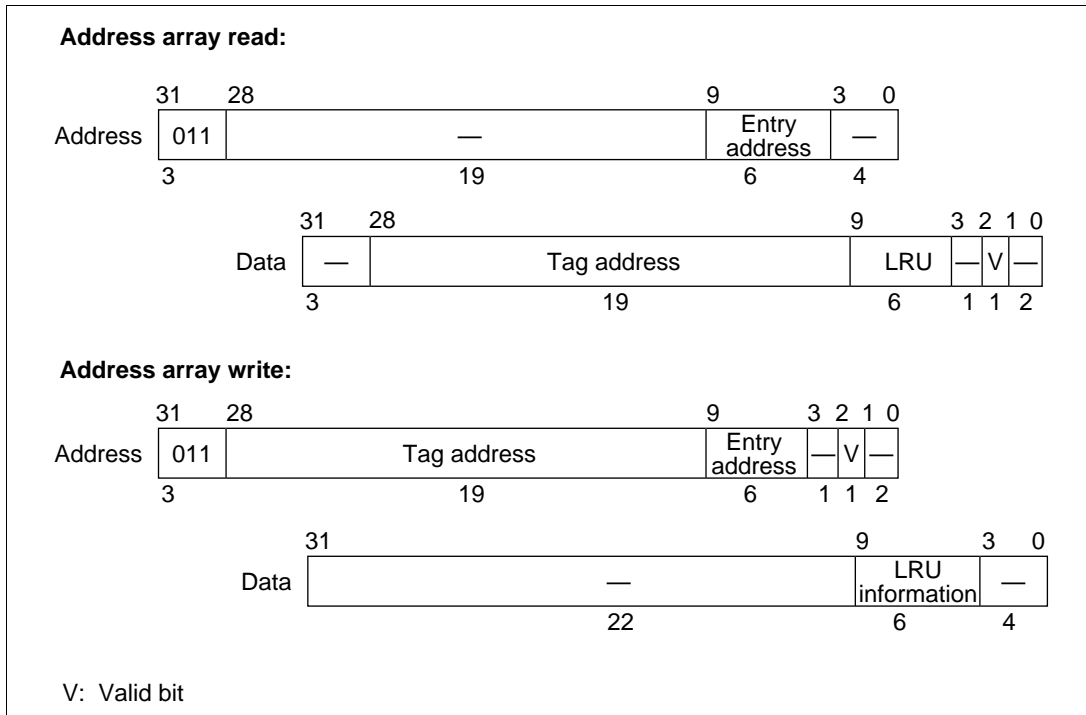 Address array read:
31 28 9 3 0
Address 011 — Entry address —
3 19 6 4
31 28 9 3 2 1 0
Data — Tag address LRU — V —
3 19 6 1 1 2
Address array write:
31 28 9 3 2 1 0
Address 011 Tag address Entry address — V —
3 19 6 1 1 2
31 9 3 0
Data — LRU information —
22 6 4
V: Valid bit